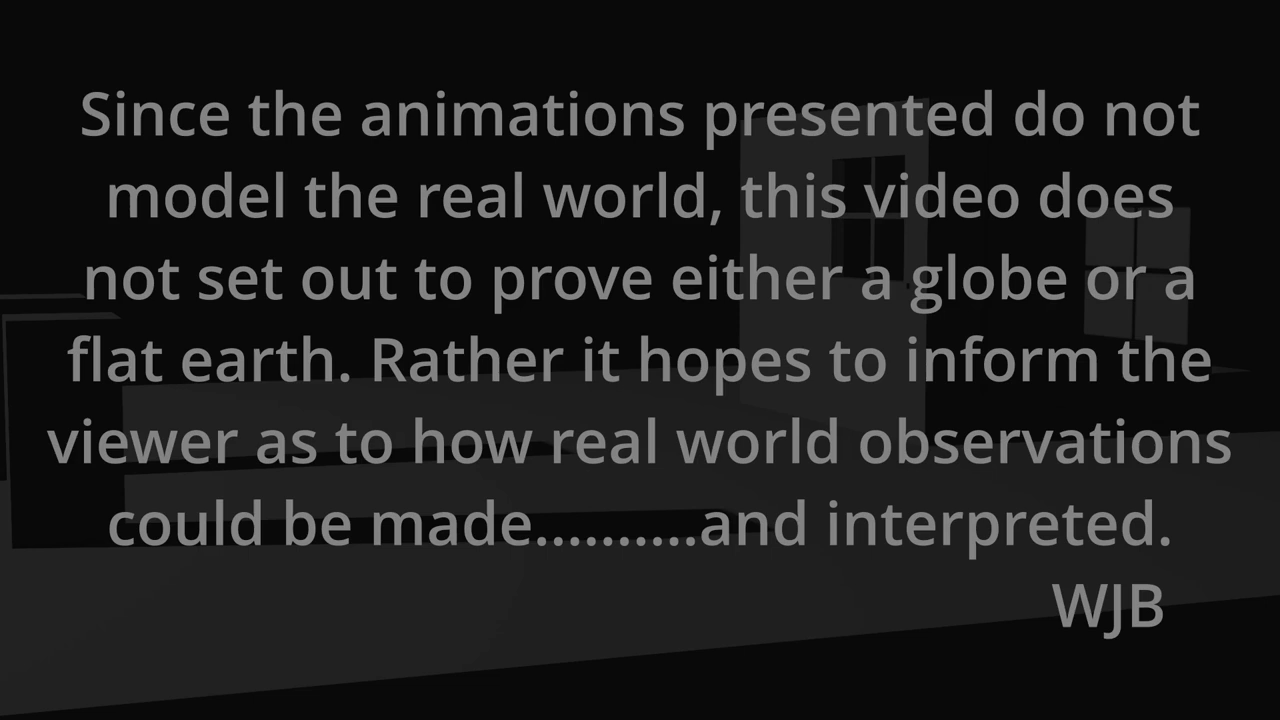 Since the animations presented do not
model the real world, this video does
not set out to prove either a globe or a
flat earth. Rather it hopes to inform the
viewer as to how real world observations
could be made..........and interpreted.
WJB